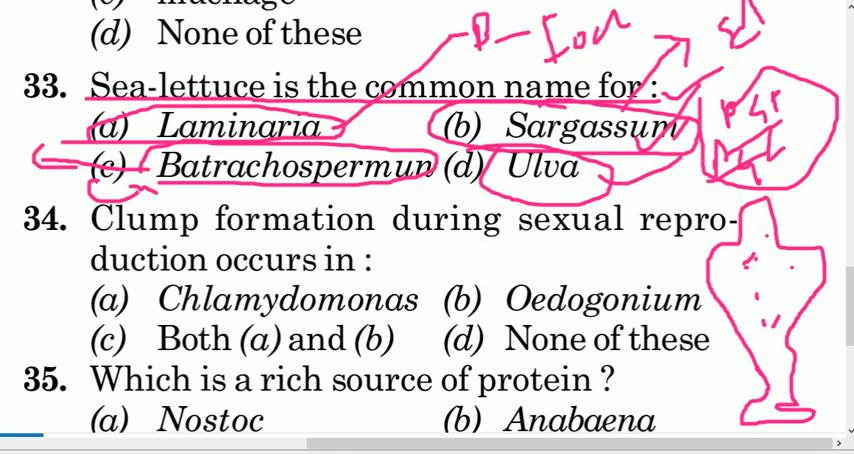 (d) None of these
33. Sea-lettuce is the common name for :
(a) Laminaria (b) Sargassum
(c) Batrachospermun (d) Ulva
34. Clump formation during sexual repro-
duction occurs in :
(a) Chlamydomonas (b) Oedogonium
(c) Both (a) and (b) (d) None of these
35. Which is a rich source of protein ?
(a) Nostoc (b) Anabaena